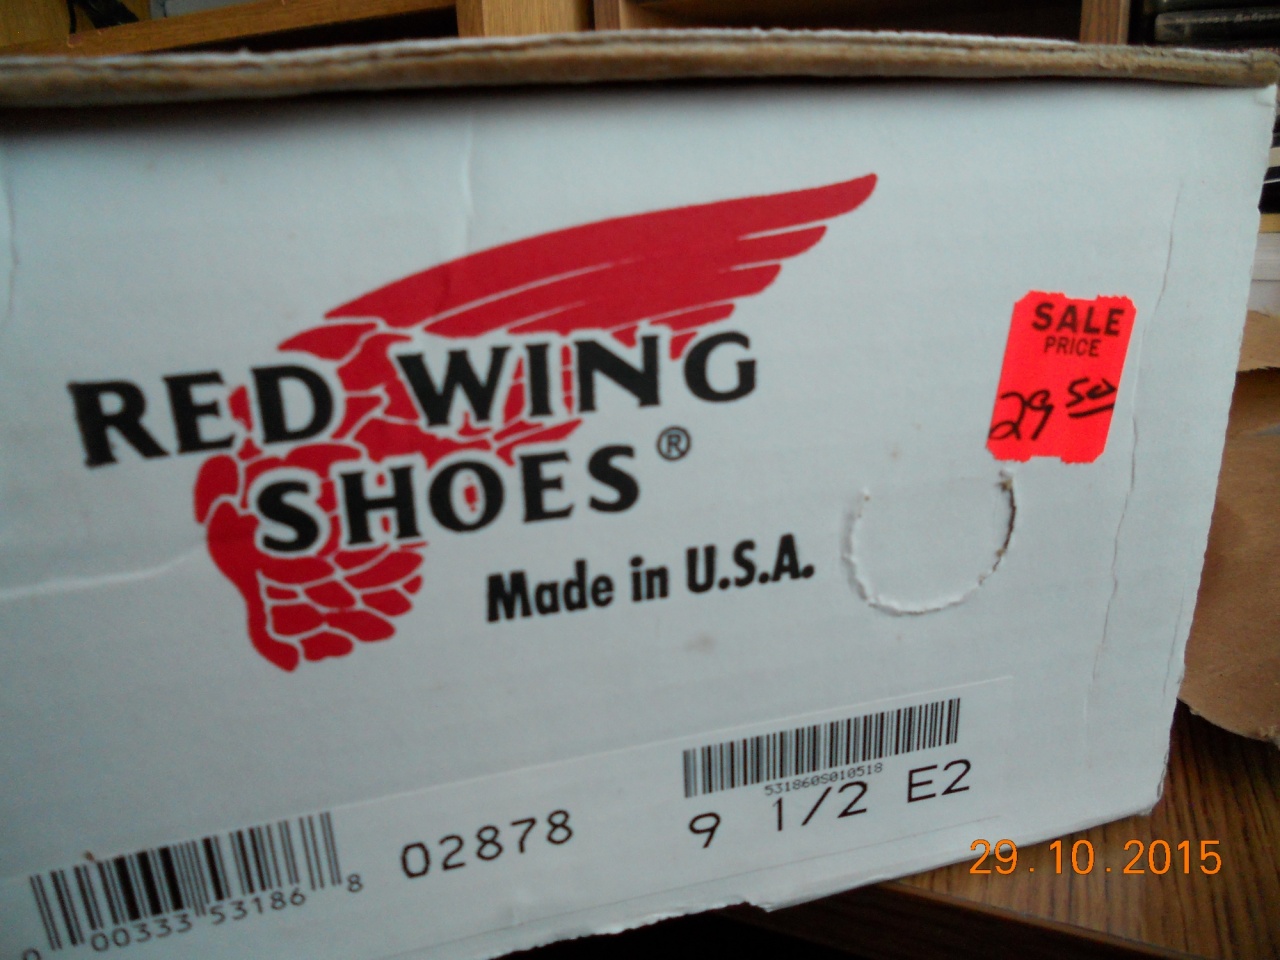 RED WING
SHOES®
Made in U.S.A.
SALE
PRICE
29 50
531860S010518
9 1/2 E2
02878
0 00333 53186 8
29.10.2015